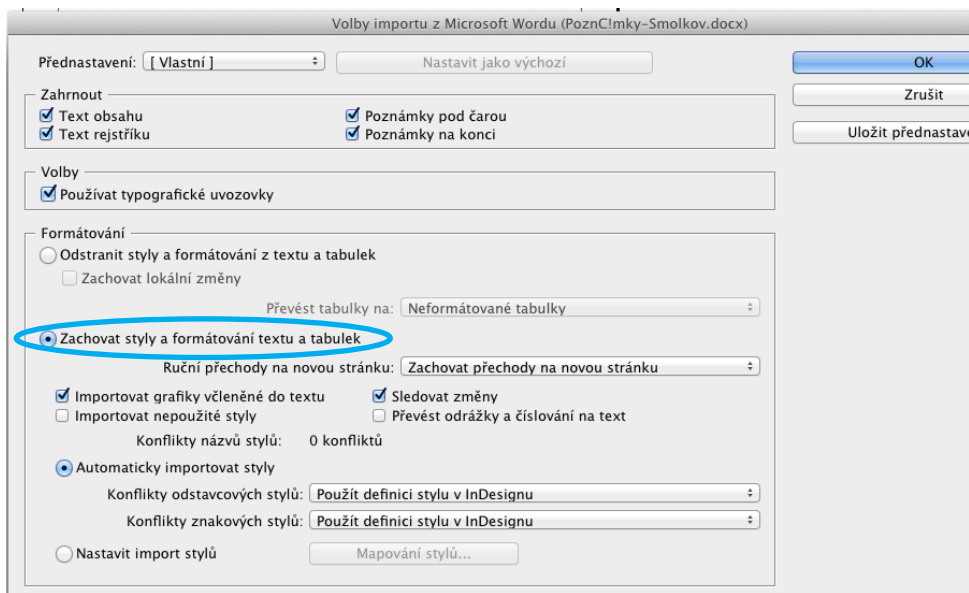 Volby importu z Microsoft Wordu (PoznC!mky-Smolkov.docx)
Přednastavení: [ Vlastní ] Nastavit jako výchozí OK
Zahrnout Zrušit
Text obsahu Poznámky pod čarou
Text rejstříku Poznámky na konci Uložit přednastave
Volby
Používat typografické uvozovky
Formátování
Odstranit styly a formátování z textu a tabulek
Zachovat lokální změny
Převést tabulky na: Neformátované tabulky
Zachovat styly a formátování textu a tabulek
Ruční přechody na novou stránku: Zachovat přechody na novou stránku
Importovat grafiky včleněné do textu Sledovat změny
Importovat nepoužité styly Převést odrážky a číslování na text
Konflikty názvů stylů: 0 konfliktů
Automaticky importovat styly
Konflikty odstavcových stylů: Použít definici stylu v InDesignu
Konflikty znakových stylů: Použít definici stylu v InDesignu
Nastavit import stylů Mapování stylů...